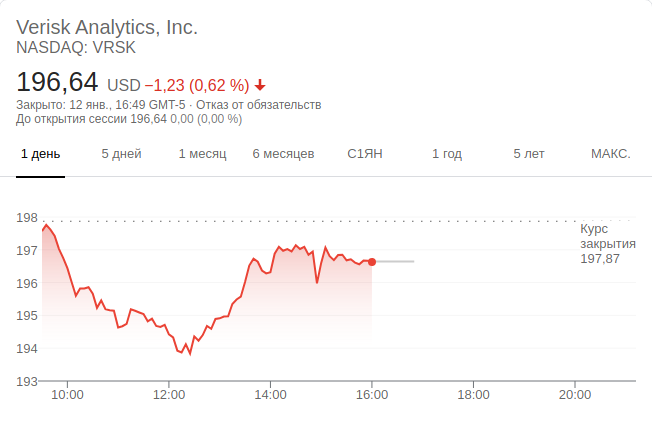 Verisk Analytics, Inc.
NASDAQ: VRSK
196,64 USD −1,23 (0,62 %)
Закрыто: 12 янв., 16:49 GMT-5 · Отказ от обязательств
До открытия сессии 196,64 0,00 (0,00 %)
1 день 5 дней 1 месяц 6 месяцев С1ЯН 1 год 5 лет МАКС.
198
Курс
закрытия
197,87
197
196
195
194
193
10:00 12:00 14:00 16:00 18:00 20:00